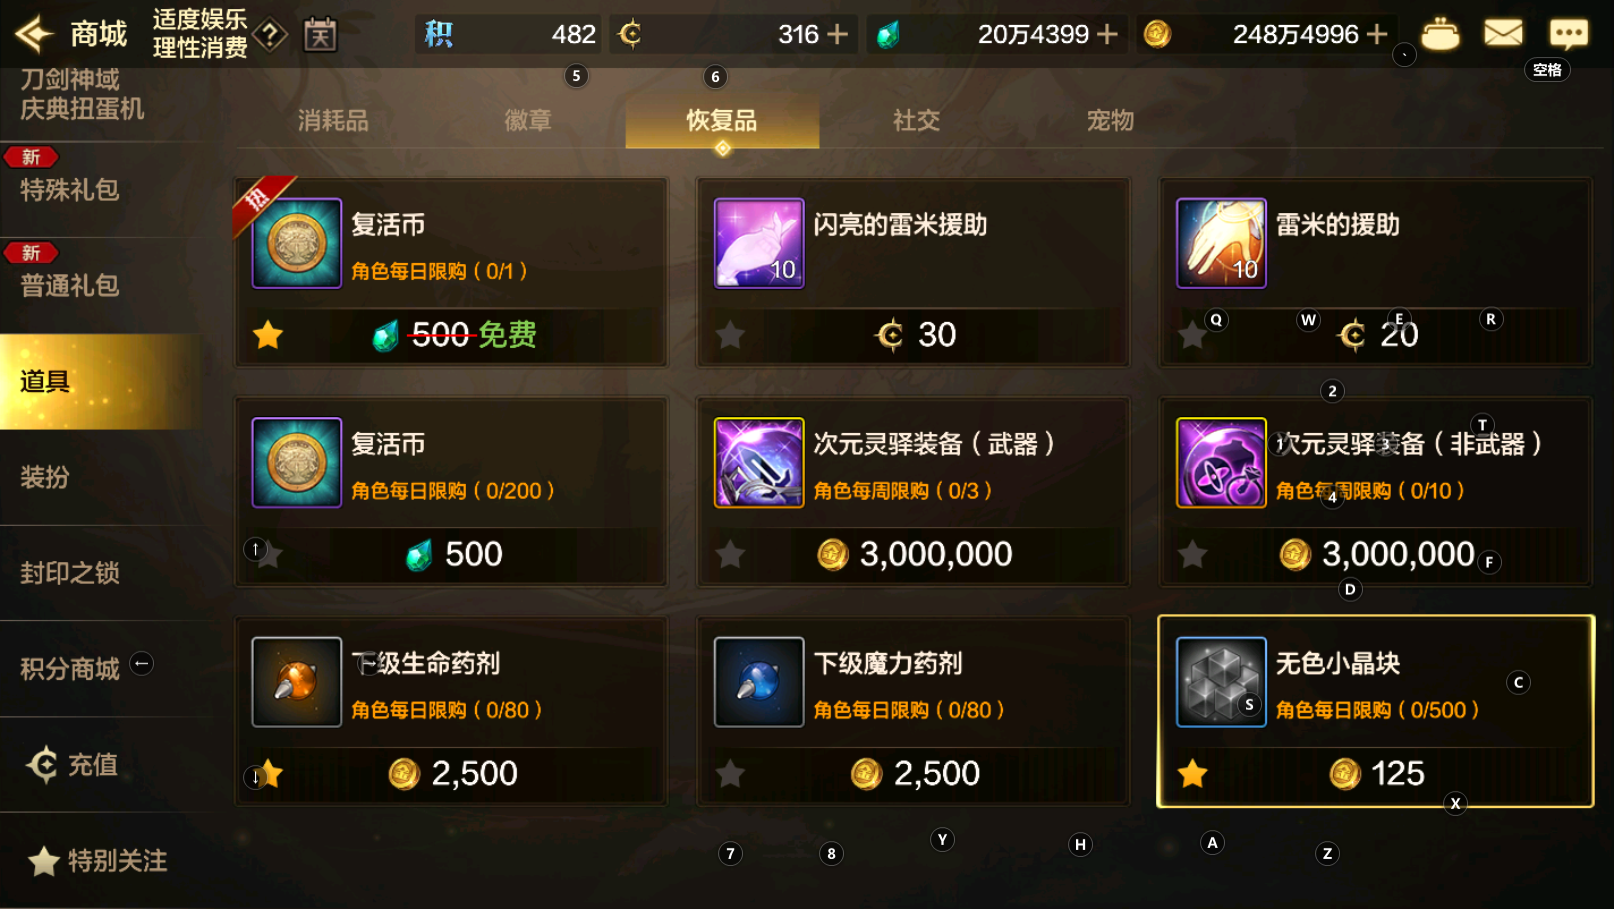 商城
适度娱乐
理性消费
?
积 482
316
20万4399
248万4996
5
6
、
空格
刀剑神域
庆典扭蛋机
新
特殊礼包
新
普通礼包
道具
装扮
封印之锁
积分商城
充值
特别关注
消耗品
徽章
恢复品
社交
宠物
热
复活币
角色每日限购（0/1）
500 免费
闪亮的雷米援助
10
30
雷米的援助
10
20
Q
W
E
R
2
复活币
角色每日限购（0/200）
↑
500
次元灵驿装备（武器）
角色每周限购（0/3）
3,000,000
次元灵驿装备（非武器）
1
3
T
角色每周限购（0/10）
4
3,000,000
F
D
←
→
下级生命药剂
角色每日限购（0/80）
↓
2,500
下级魔力药剂
角色每日限购（0/80）
2,500
无色小晶块
C
S
角色每日限购（0/500）
125
X
7
8
Y
H
A
Z